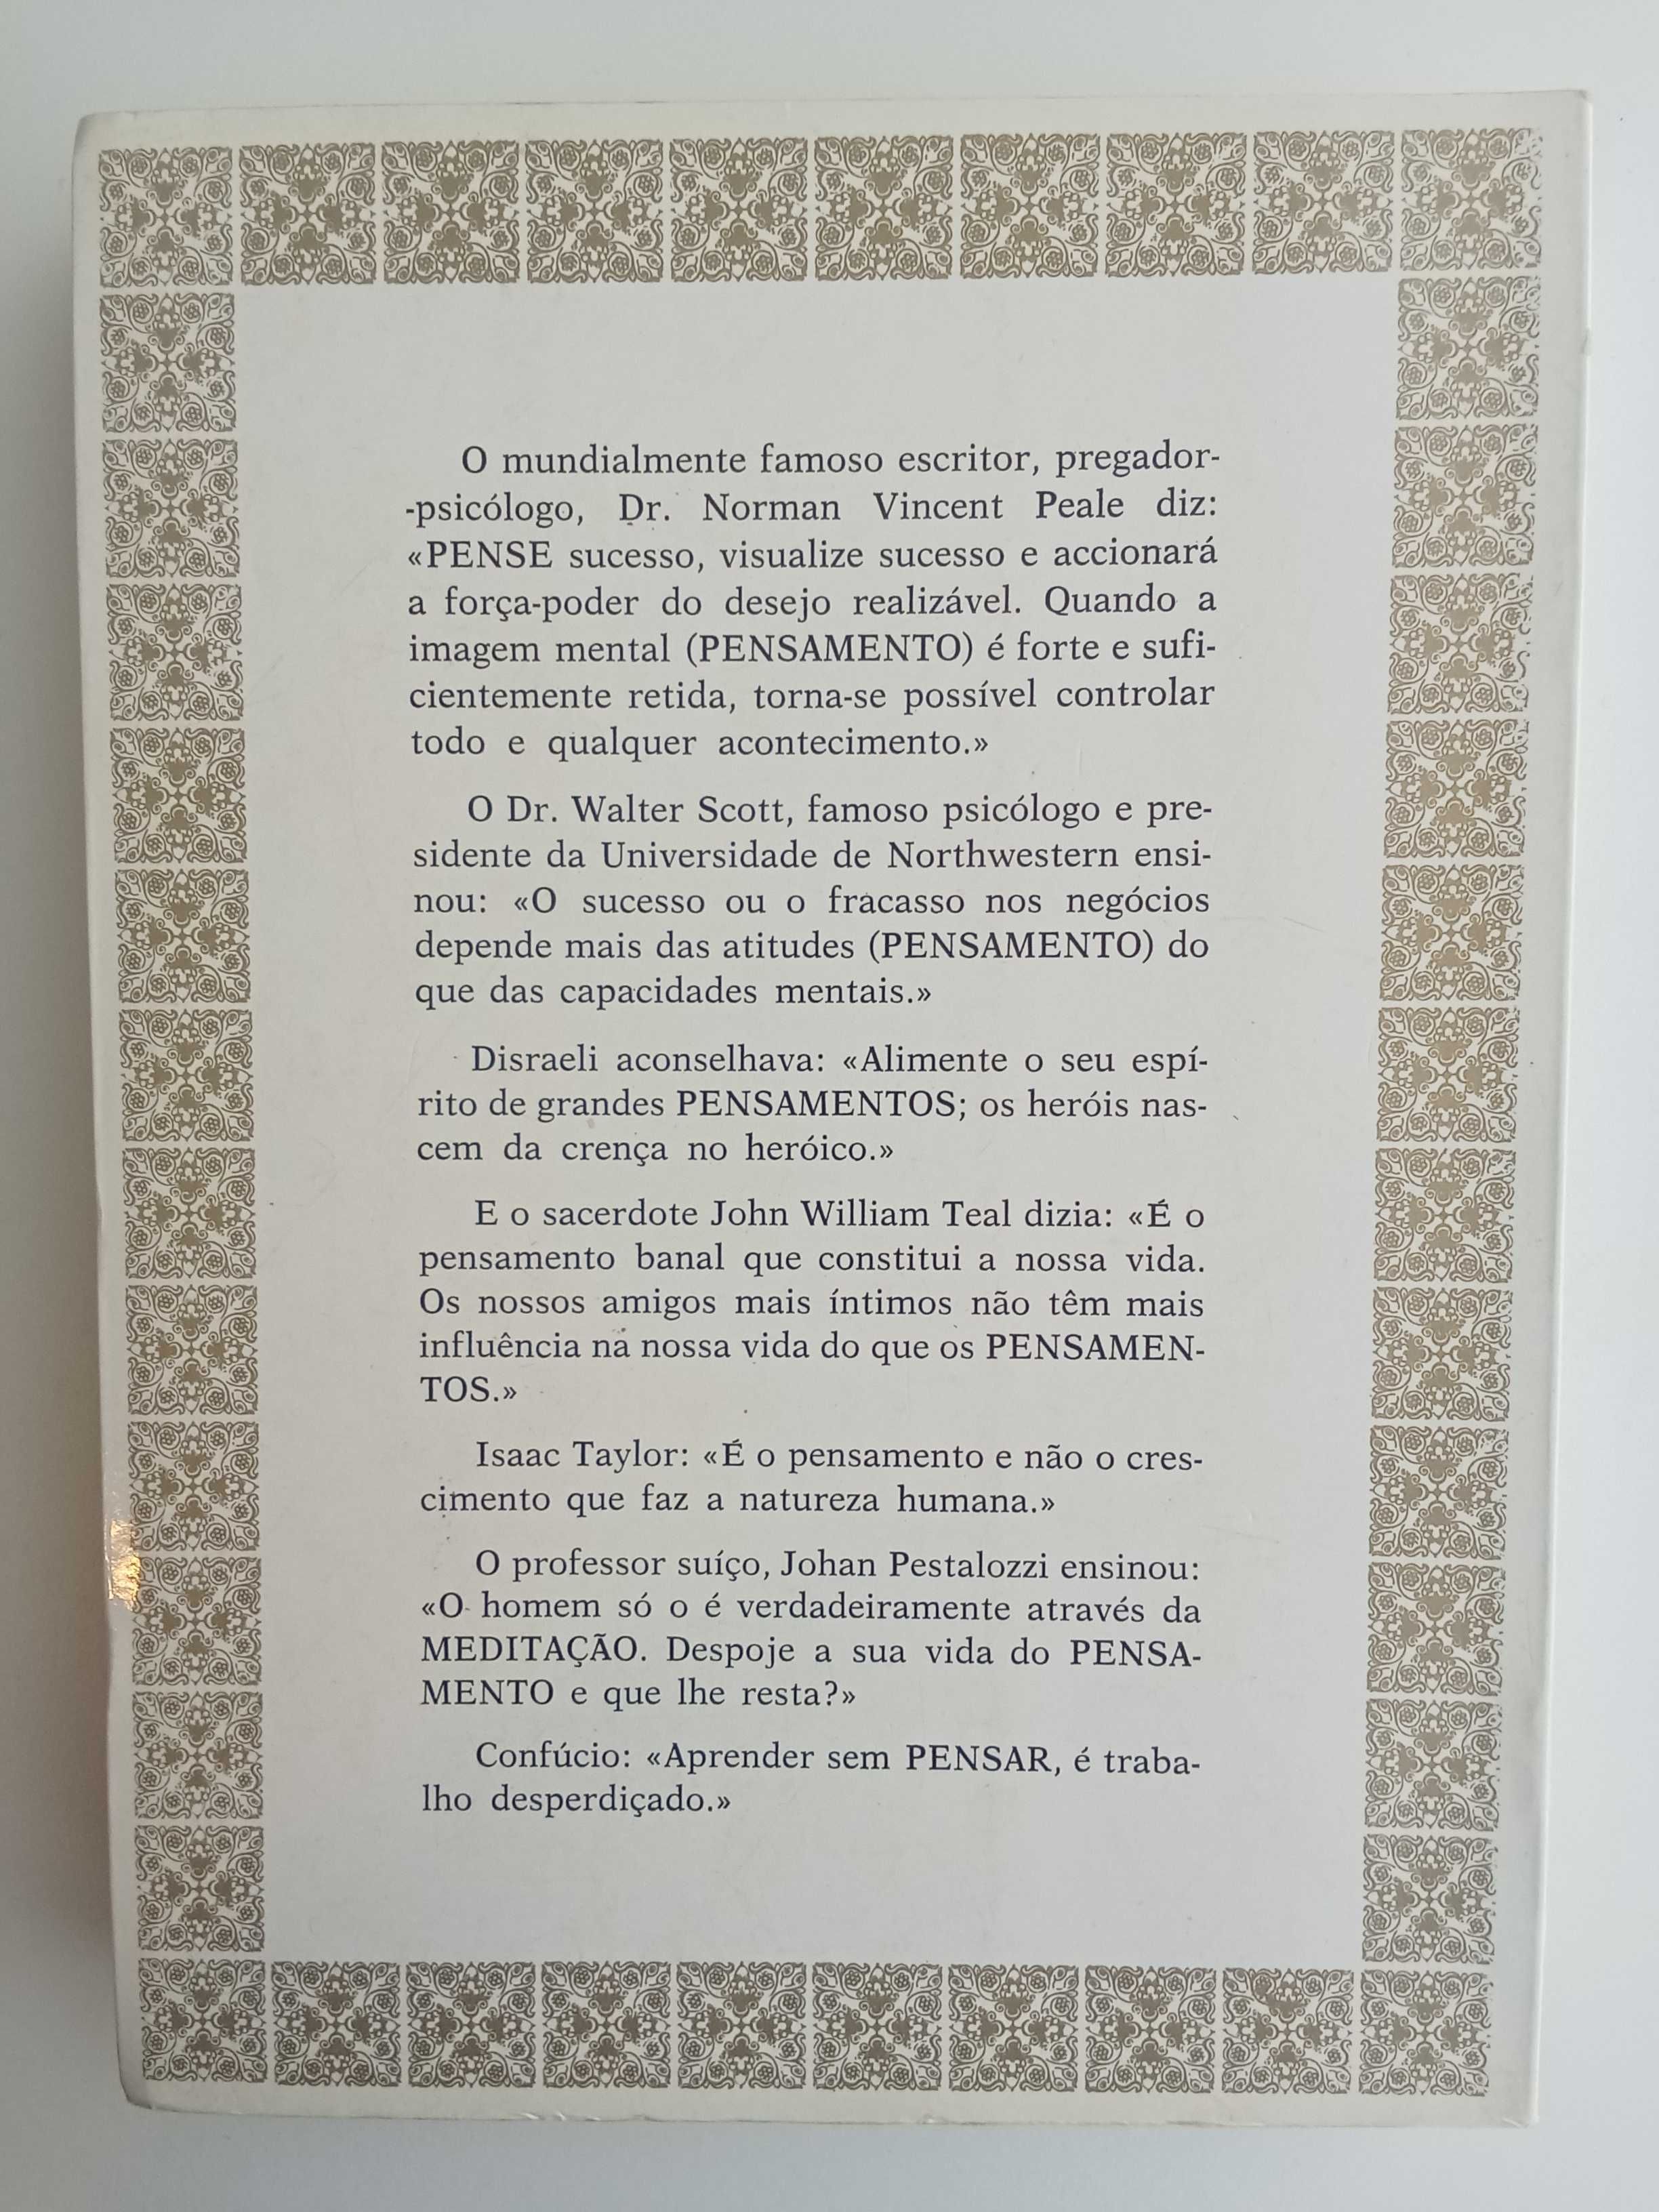 O mundialmente famoso escritor, pregador-
-psicólogo, Dr. Norman Vincent Peale diz:
«PENSE sucesso, visualize sucesso e accionará
a força-poder do desejo realizável. Quando a
imagem mental (PENSAMENTO) é forte e sufi-
cientemente retida, torna-se possível controlar
todo e qualquer acontecimento.»
O Dr. Walter Scott, famoso psicólogo e pre-
sidente da Universidade de Northwestern ensi-
nou: «O sucesso ou o fracasso nos negócios
depende mais das atitudes (PENSAMENTO) do
que das capacidades mentais.»
Disraeli aconselhava: «Alimente o seu espí-
rito de grandes PENSAMENTOS; os heróis nas-
cem da crença no heróico.»
E o sacerdote John William Teal dizia: «É o
pensamento banal que constitui a nossa vida.
Os nossos amigos mais íntimos não têm mais
influência na nossa vida do que os PENSAMEN-
TOS.»
Isaac Taylor: «É o pensamento e não o cres-
cimento que faz a natureza humana.»
O professor suíço, Johan Pestalozzi ensinou:
«O homem só o é verdadeiramente através da
MEDITAÇÃO. Despoje a sua vida do PENSA-
MENTO e que lhe resta?»
Confúcio: «Aprender sem PENSAR, é traba-
lho desperdiçado.»